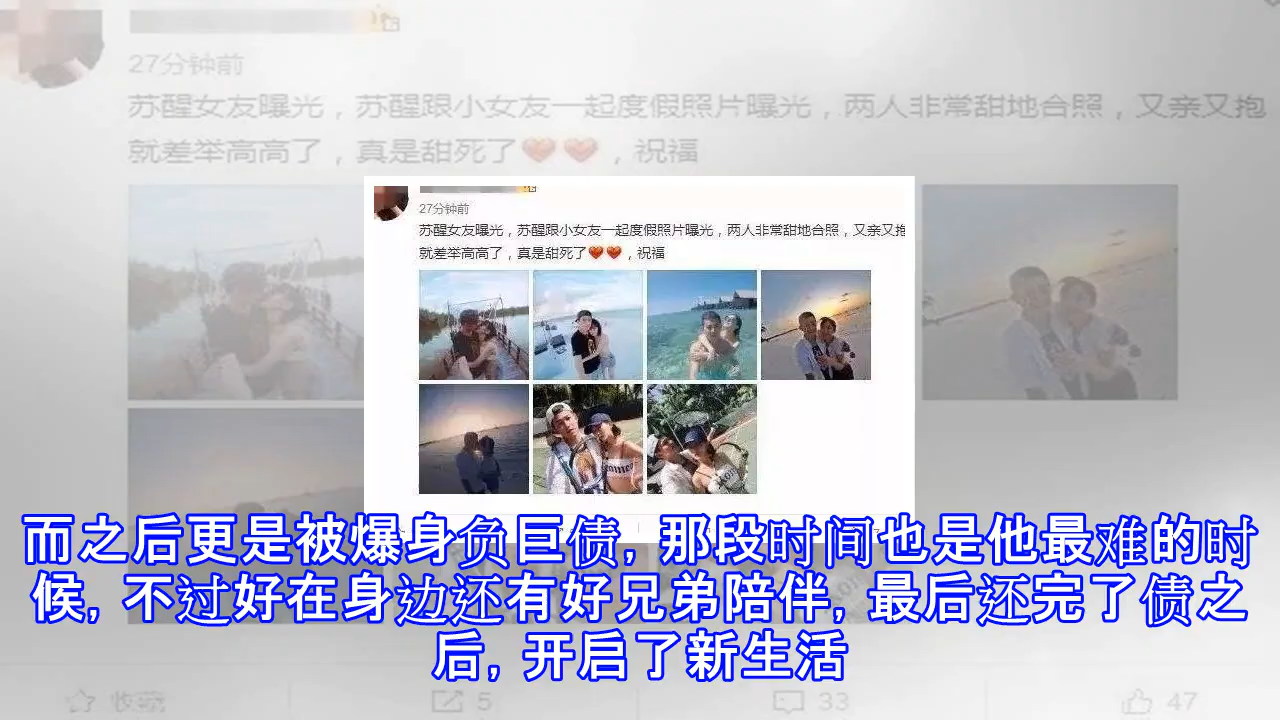 27分钟前
苏醒女友曝光，苏醒跟小女友一起度假照片曝光，两人非常甜地合照，又亲又抱
就差举高高了，真是甜死了❤❤，祝福
27分钟前
苏醒女友曝光，苏醒跟小女友一起度假照片曝光，两人非常甜地合照，又亲又抱
就差举高高了，真是甜死了❤❤，祝福
而之后更是被爆身负巨债, 那段时间也是他最难的时
候, 不过好在身边还有好兄弟陪伴, 最后还完了债之
后, 开启了新生活
收藏
5
33
47